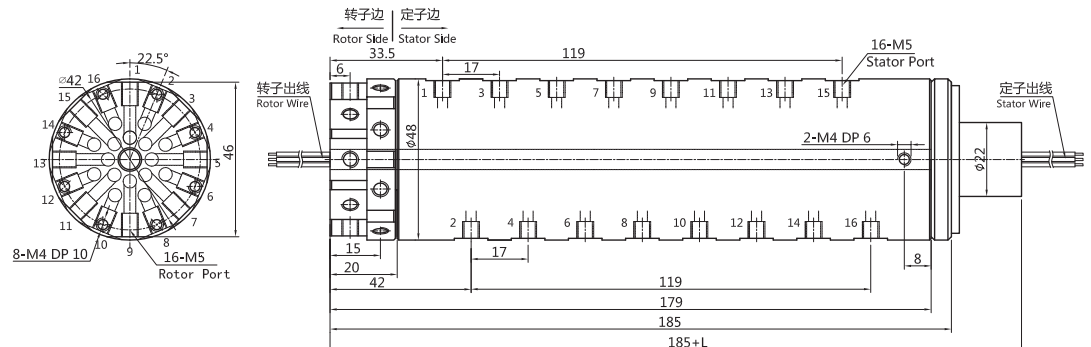 转子边 定子边
Rotor Side Stator Side
33.5
119
16-M5
Stator Port
22.5°
⌀42
6
17
转子出线
Rotor Wire
定子出线
Stator Wire
1 3 5 7 9 11 13 15
1
2
3
4
5
6
7
8
9
10
11
12
13
14
15
16
46
ϕ48
2-M4 DP 6
ϕ22
2 4 6 8 10 12 14 16
8-M4 DP 10
16-M5
Rotor Port
15
17
8
20
42
119
179
185
185+L